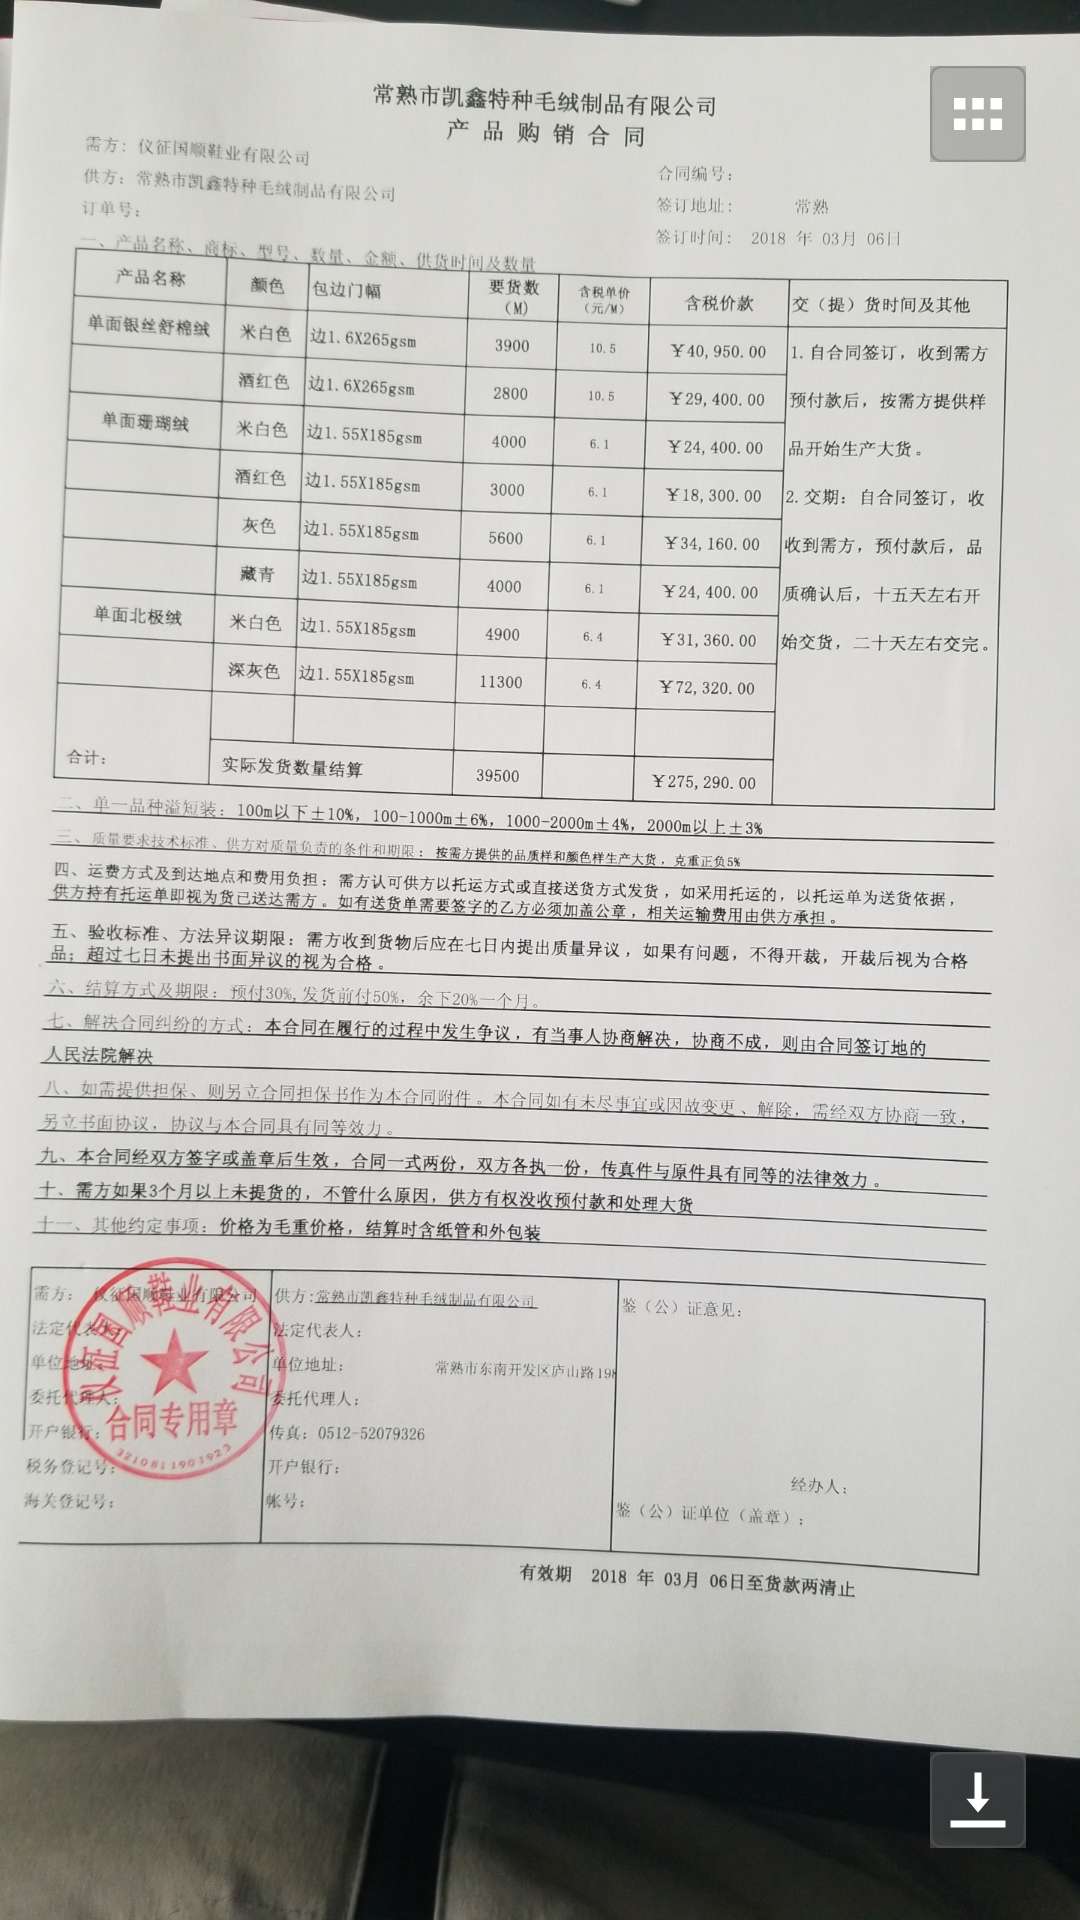 常熟市凯鑫特种毛绒制品有限公司
产品购销合同
需方：仪征国顺鞋业有限公司
合同编号：
供方：常熟市凯鑫特种毛绒制品有限公司
签订地址： 常熟
订单号：
签订时间： 2018 年 03月 06日
一、产品名称、商标、型号、数量、金额、供货时间及数量
产品名称 颜色 包边门幅 要货数（M） 含税单价（元/M） 含税价款 交（提）货时间及其他
单面银丝舒棉绒 米白色 边1.6X265gsm 3900 10.5 ￥40,950.00 1.自合同签订，收到需方
酒红色 边1.6X265gsm 2800 10.5 ￥29,400.00 预付款后，按需方提供样
单面珊瑚绒 米白色 边1.55X185gsm 4000 6.1 ￥24,400.00 品开始生产大货。
酒红色 边1.55X185gsm 3000 6.1 ￥18,300.00 2.交期：自合同签订，收
灰色 边1.55X185gsm 5600 6.1 ￥34,160.00 收到需方，预付款后，品
藏青 边1.55X185gsm 4000 6.1 ￥24,400.00 质确认后，十五天左右开
单面北极绒 米白色 边1.55X185gsm 4900 6.4 ￥31,360.00 始交货，二十天左右交完。
深灰色 边1.55X185gsm 11300 6.4 ￥72,320.00
合计： 实际发货数量结算 39500 ￥275,290.00
二、单一品种溢短装：100m以下±10%，100-1000m±6%，1000-2000m±4%，2000m以上±3%
三、质量要求技术标准、供方对质量负责的条件和期限：按需方提供的品质样和颜色样生产大货，克重正负5%
四、运费方式及到达地点和费用负担：需方认可供方以托运方式或直接送货方式发货，如采用托运的，以托运单为送货依据，
供方持有托运单即视为货已送达需方。如有送货单需要签字的乙方必须加盖公章，相关运输费用由供方承担。
五、验收标准、方法异议期限：需方收到货物后应在七日内提出质量异议，如果有问题，不得开裁，开裁后视为合格
品；超过七日未提出书面异议的视为合格。
六、结算方式及期限：预付30%,发货前付50%，余下20%一个月。
七、解决合同纠纷的方式：本合同在履行的过程中发生争议，有当事人协商解决，协商不成，则由合同签订地的
人民法院解决
八、如需提供担保、则另立合同担保书作为本合同附件。本合同如有未尽事宜或因故变更、解除，需经双方协商一致，
另立书面协议，协议与本合同具有同等效力。
九、本合同经双方签字或盖章后生效，合同一式两份，双方各执一份，传真件与原件具有同等的法律效力。
十、需方如果3个月以上未提货的，不管什么原因，供方有权没收预付款和处理大货
十一、其他约定事项：价格为毛重价格，结算时含纸管和外包装
需方： 仪征国顺鞋业有限公司
法定代表人：
单位地址：
委托代理人：
开户银行：
税务登记号：
海关登记号：
仪征国顺鞋业有限公司
合同专用章
3210811903923
供方:常熟市凯鑫特种毛绒制品有限公司
法定代表人：
单位地址： 常熟市东南开发区庐山路198
委托代理人：
传真：0512-52079326
开户银行：
帐号：
鉴（公）证意见：
经办人：
鉴（公）证单位（盖章）：
有效期 2018 年 03月 06日至货款两清止